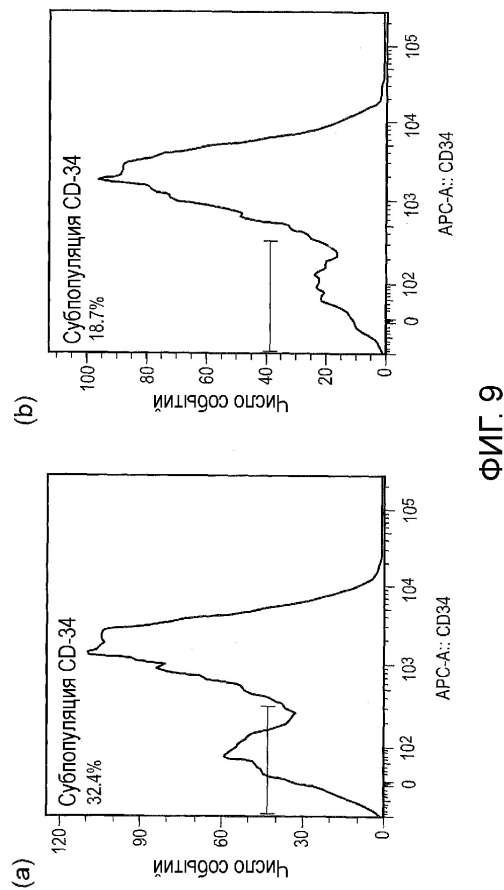 (a)
Субпопуляция CD-34
32.4%
120
90
60
30
0
Число событий
0
102
103
104
105
APC-A:: CD34
(b)
Субпопуляция CD-34
18.7%
100
80
60
40
20
0
Число событий
0
102
103
104
105
APC-A:: CD34
ФИГ. 9